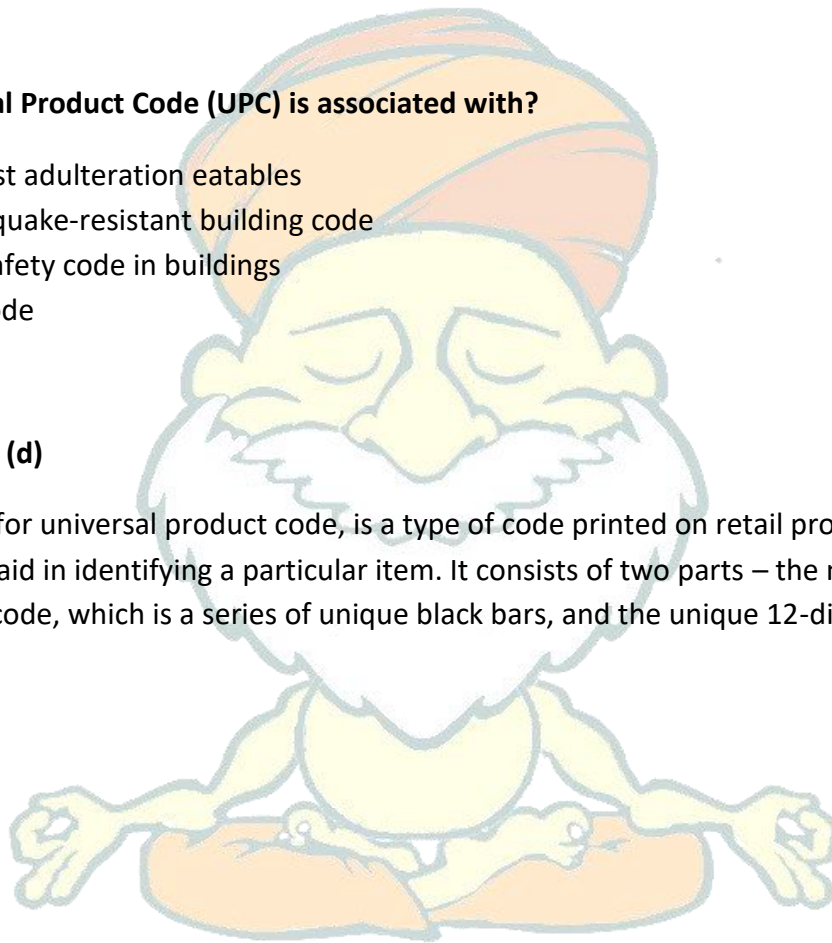 al Product Code (UPC) is associated with?
st adulteration eatables
quake-resistant building code
afety code in buildings
ode
(d)
for universal product code, is a type of code printed on retail pro
aid in identifying a particular item. It consists of two parts – the
code, which is a series of unique black bars, and the unique 12-di